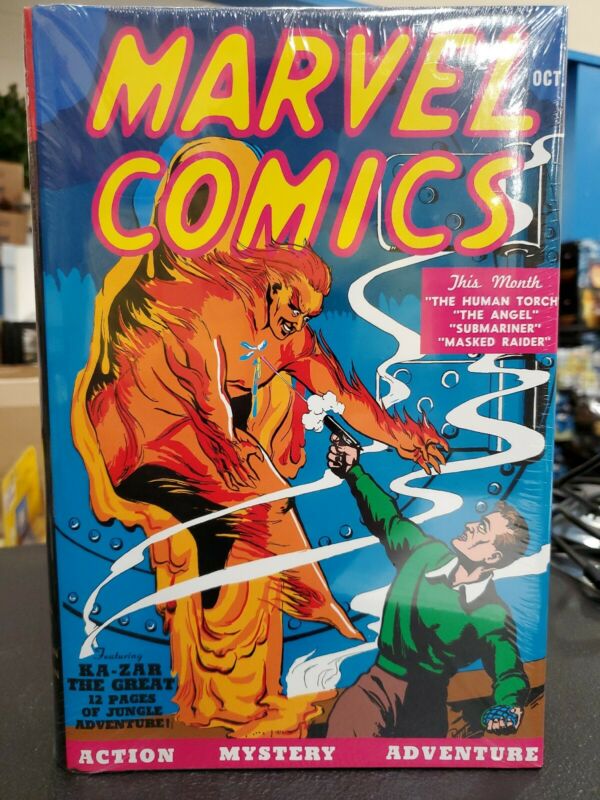 MARVEL
COMICS
OCT
This Month
"THE HUMAN TORCH
"THE ANGEL"
"SUBMARINER"
"MASKED RAIDER"
Featuring
KA-ZAR
THE GREAT
12 PAGES
OF JUNGLE
ADVENTURE!
ACTION MYSTERY ADVENTURE